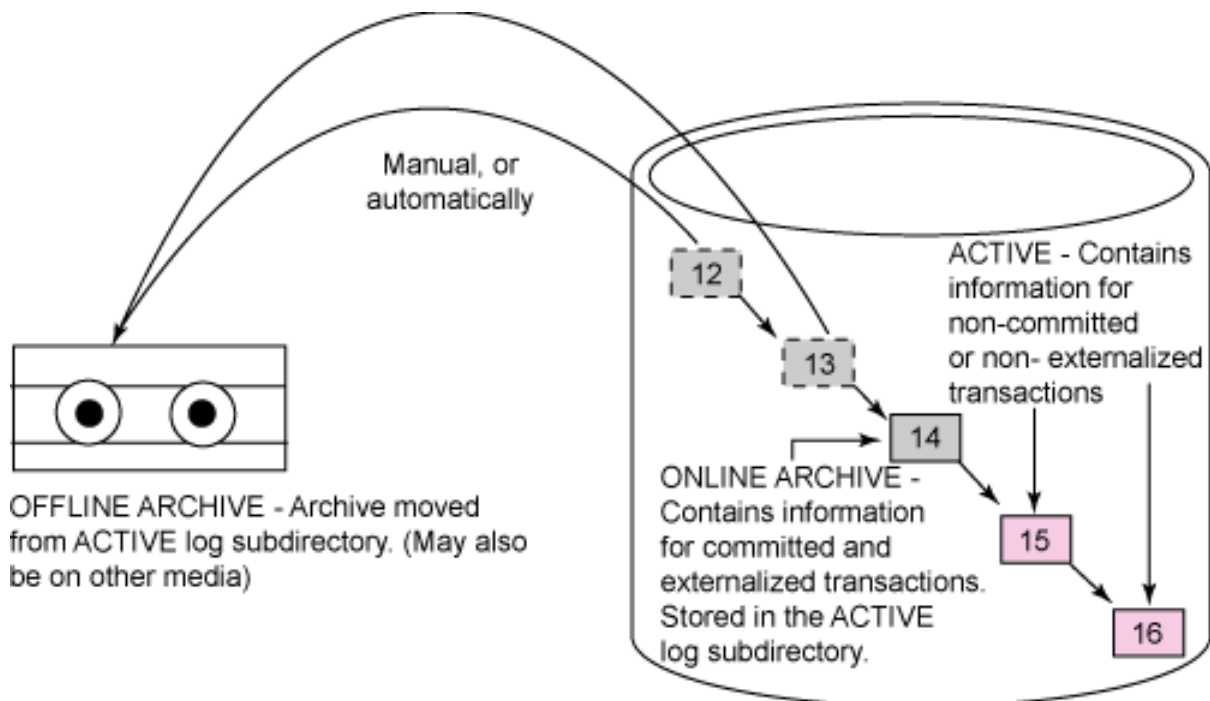 Manual, or
automatically
12
13
14
15
16
ACTIVE - Contains
information for
non-committed
or non- externalized
transactions
ONLINE ARCHIVE -
Contains information
for committed and
externalized transactions.
Stored in the ACTIVE
log subdirectory.
OFFLINE ARCHIVE - Archive moved
from ACTIVE log subdirectory. (May also
be on other media)